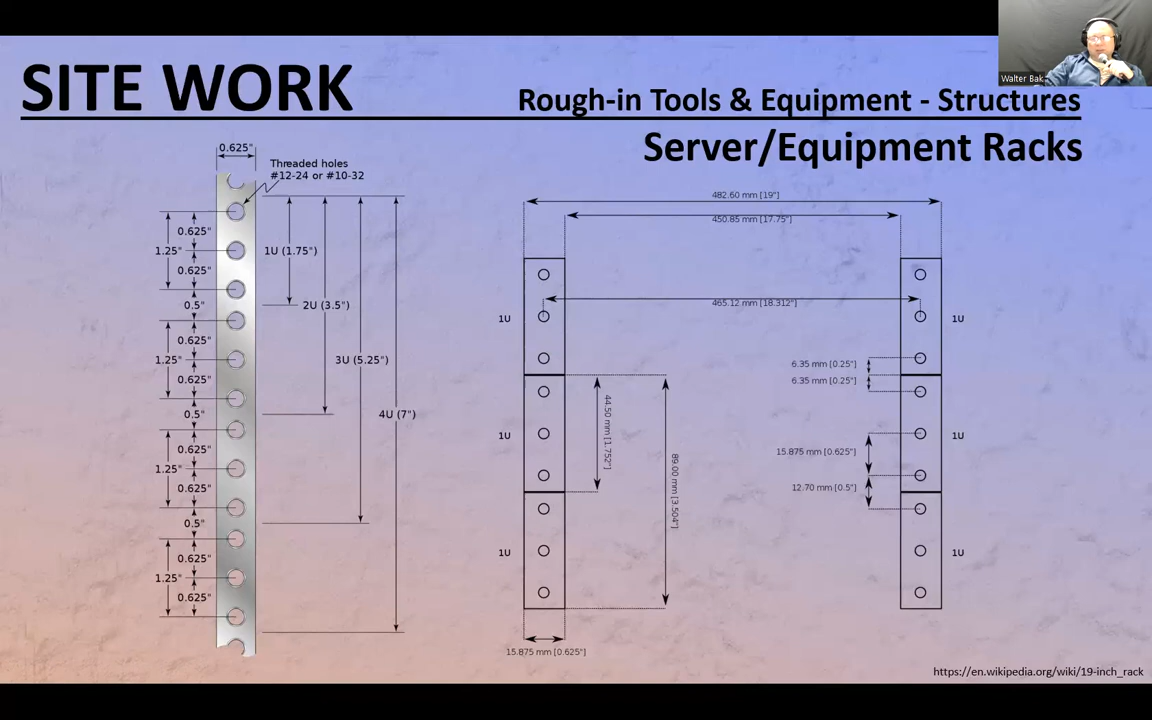 SITE WORK
Rough-in Tools & Equipment - Structures
Server/Equipment Racks
Walter Bak
0.625"
Threaded holes
#12-24 or #10-32
0.625"
1.25"
0.625"
0.5"
0.625"
1.25"
0.625"
0.5"
0.625"
1.25"
0.625"
0.5"
0.625"
1.25"
0.625"
1U (1.75")
2U (3.5")
3U (5.25")
4U (7")
482.60 mm [19"]
450.85 mm [17.75"]
465.12 mm [18.312"]
1U
1U
1U
1U
1U
1U
6.35 mm [0.25"]
6.35 mm [0.25"]
44.50 mm [1.752"]
89.00 mm [3.504"]
15.875 mm [0.625"]
12.70 mm [0.5"]
15.875 mm [0.625"]
https://en.wikipedia.org/wiki/19-inch_rack